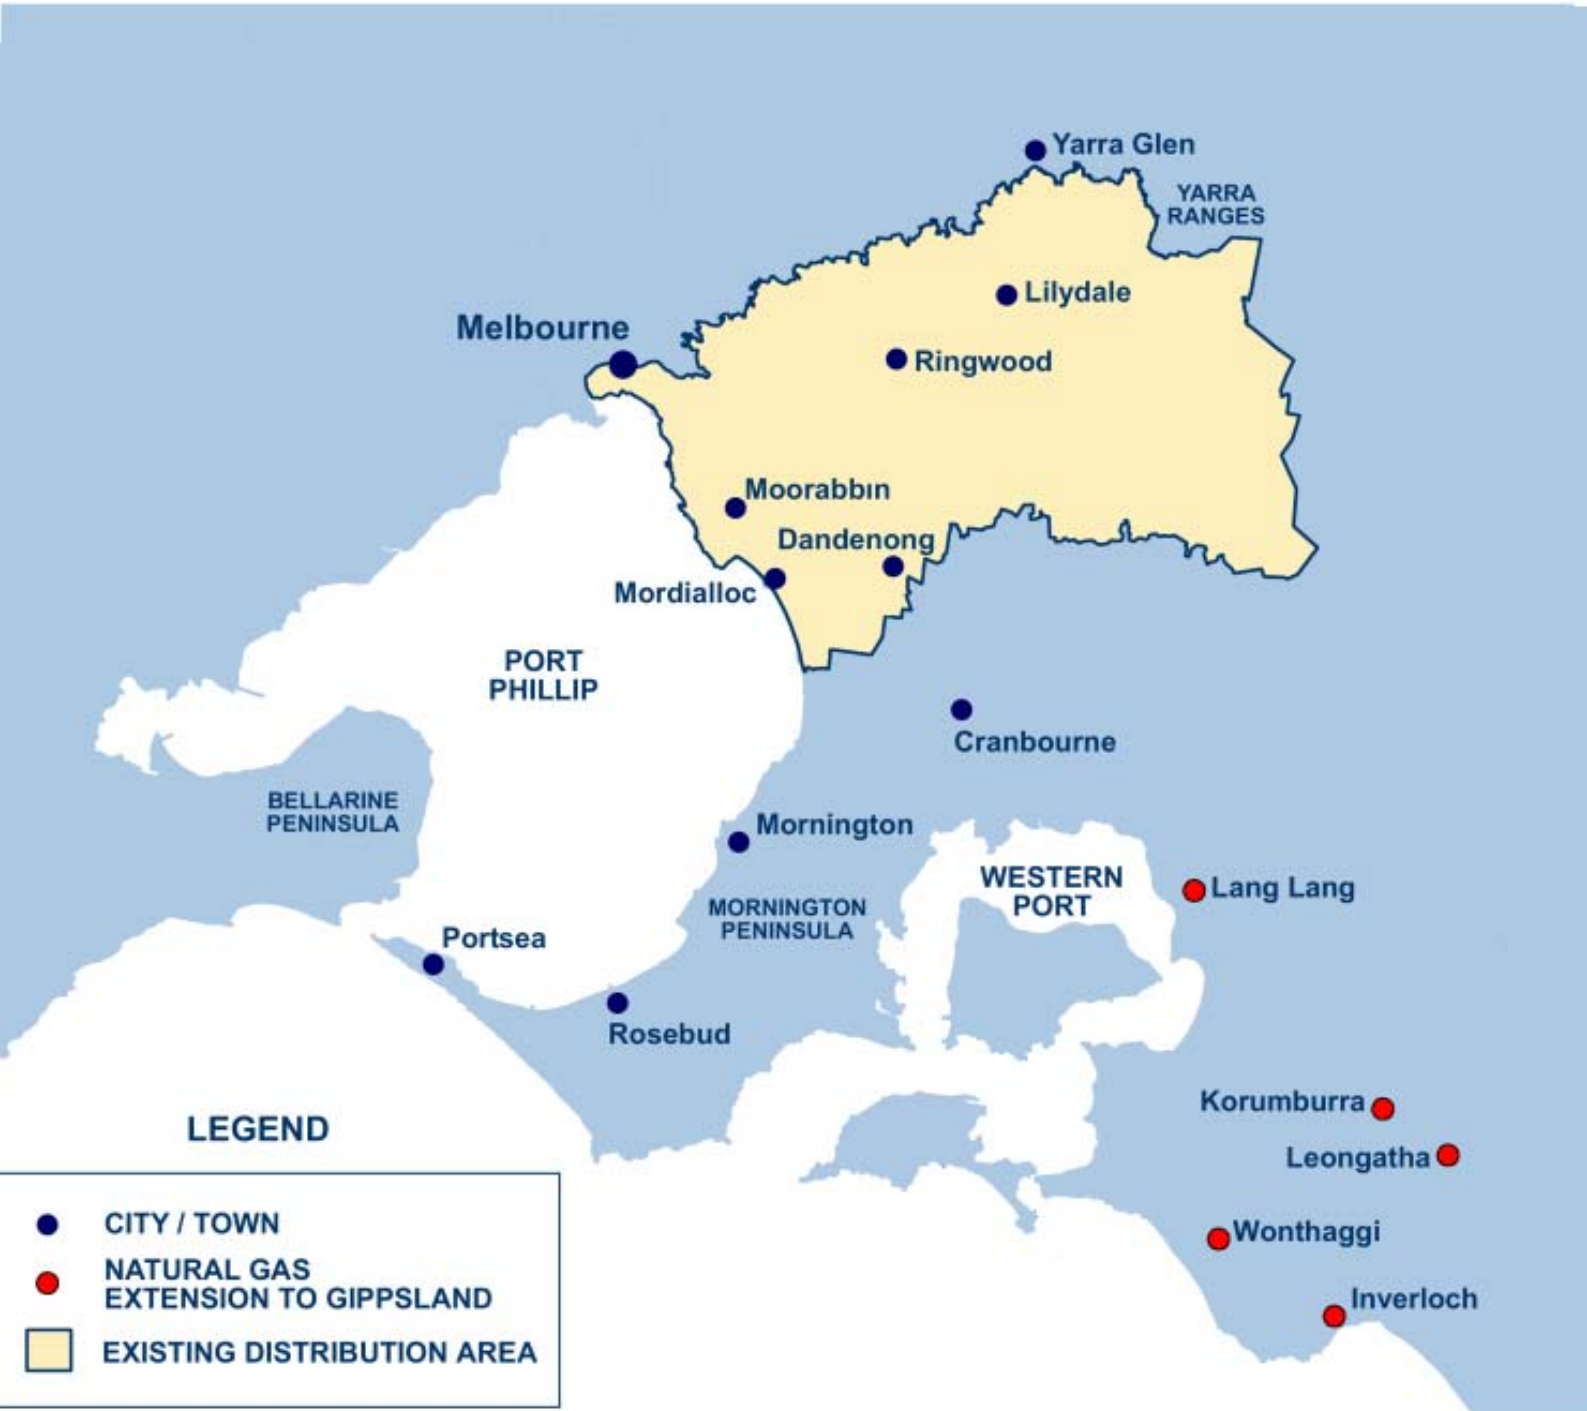 Yarra Glen
YARRA
RANGES
Lilydale
Melbourne
Ringwood
Moorabbin
Dandenong
Mordialloc
PORT
PHILLIP
Cranbourne
BELLARINE
PENINSULA
Mornington
WESTERN
PORT
Lang Lang
MORNINGTON
PENINSULA
Portsea
Rosebud
Korumburra
Leongatha
Wonthaggi
Inverloch
LEGEND
CITY / TOWN
NATURAL GAS
EXTENSION TO GIPPSLAND
EXISTING DISTRIBUTION AREA